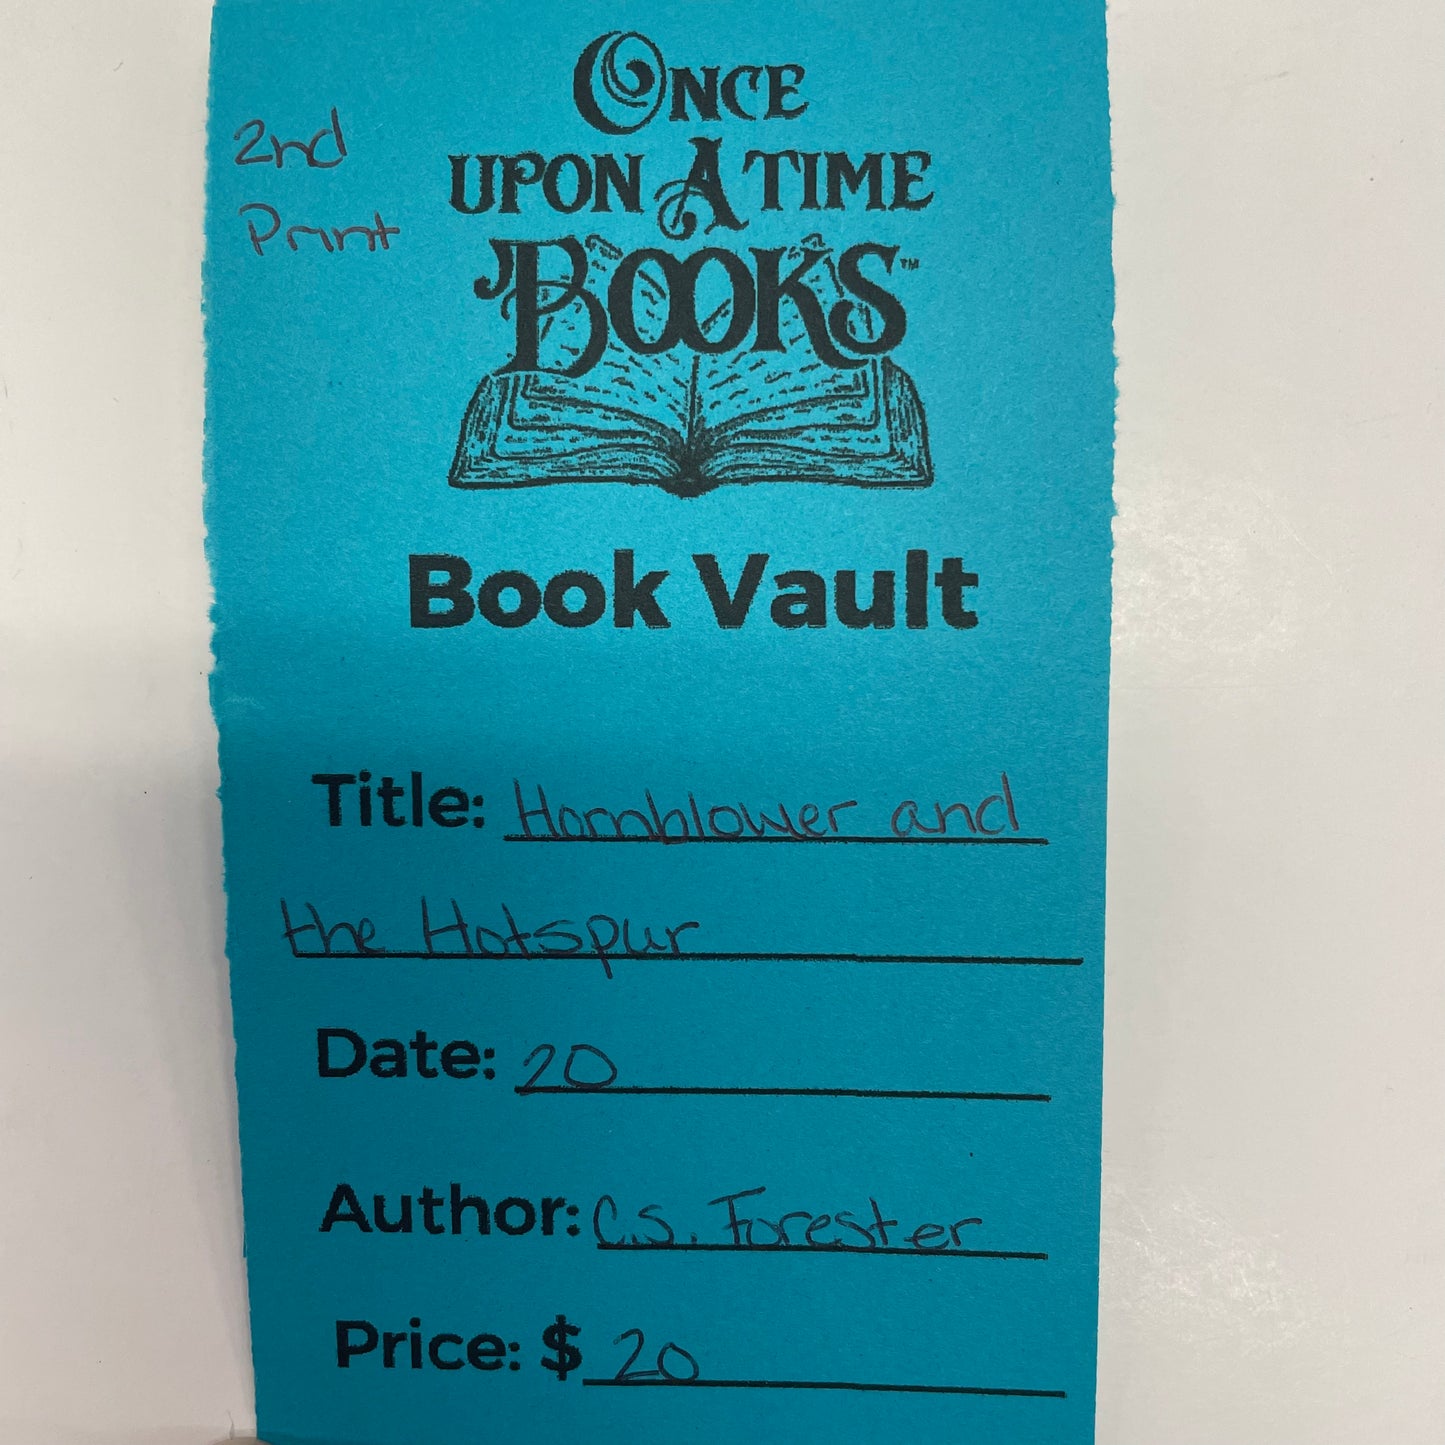 2nd
Print
ONCE
UPON A TIME
BOOKS™
Book Vault
Title: Hornblower and
the Hotspur
Date: 20
Author: C.S. Forester
Price: $ 20